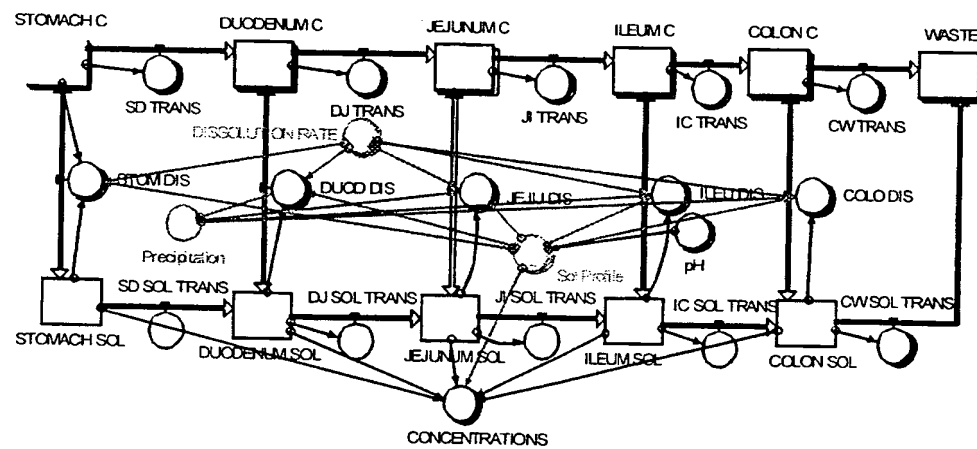 STOMACH C
DUODENUM C
JEJUNUM C
ILEUM C
COLON C
WASTE
SD TRANS
DJ TRANS
JI TRANS
IC TRANS
CW TRANS
DISSOLUTION RATE
STOM DIS
DUOD DIS
JEJU DIS
ILEU DIS
COLO DIS
Precipitation
Sol Profile
pH
SD SOL TRANS
DJ SOL TRANS
JI SOL TRANS
IC SOL TRANS
CW SOL TRANS
STOMACH SOL
DUODENUM SOL
JEJUNUM SOL
ILEUM SOL
COLON SOL
CONCENTRATIONS